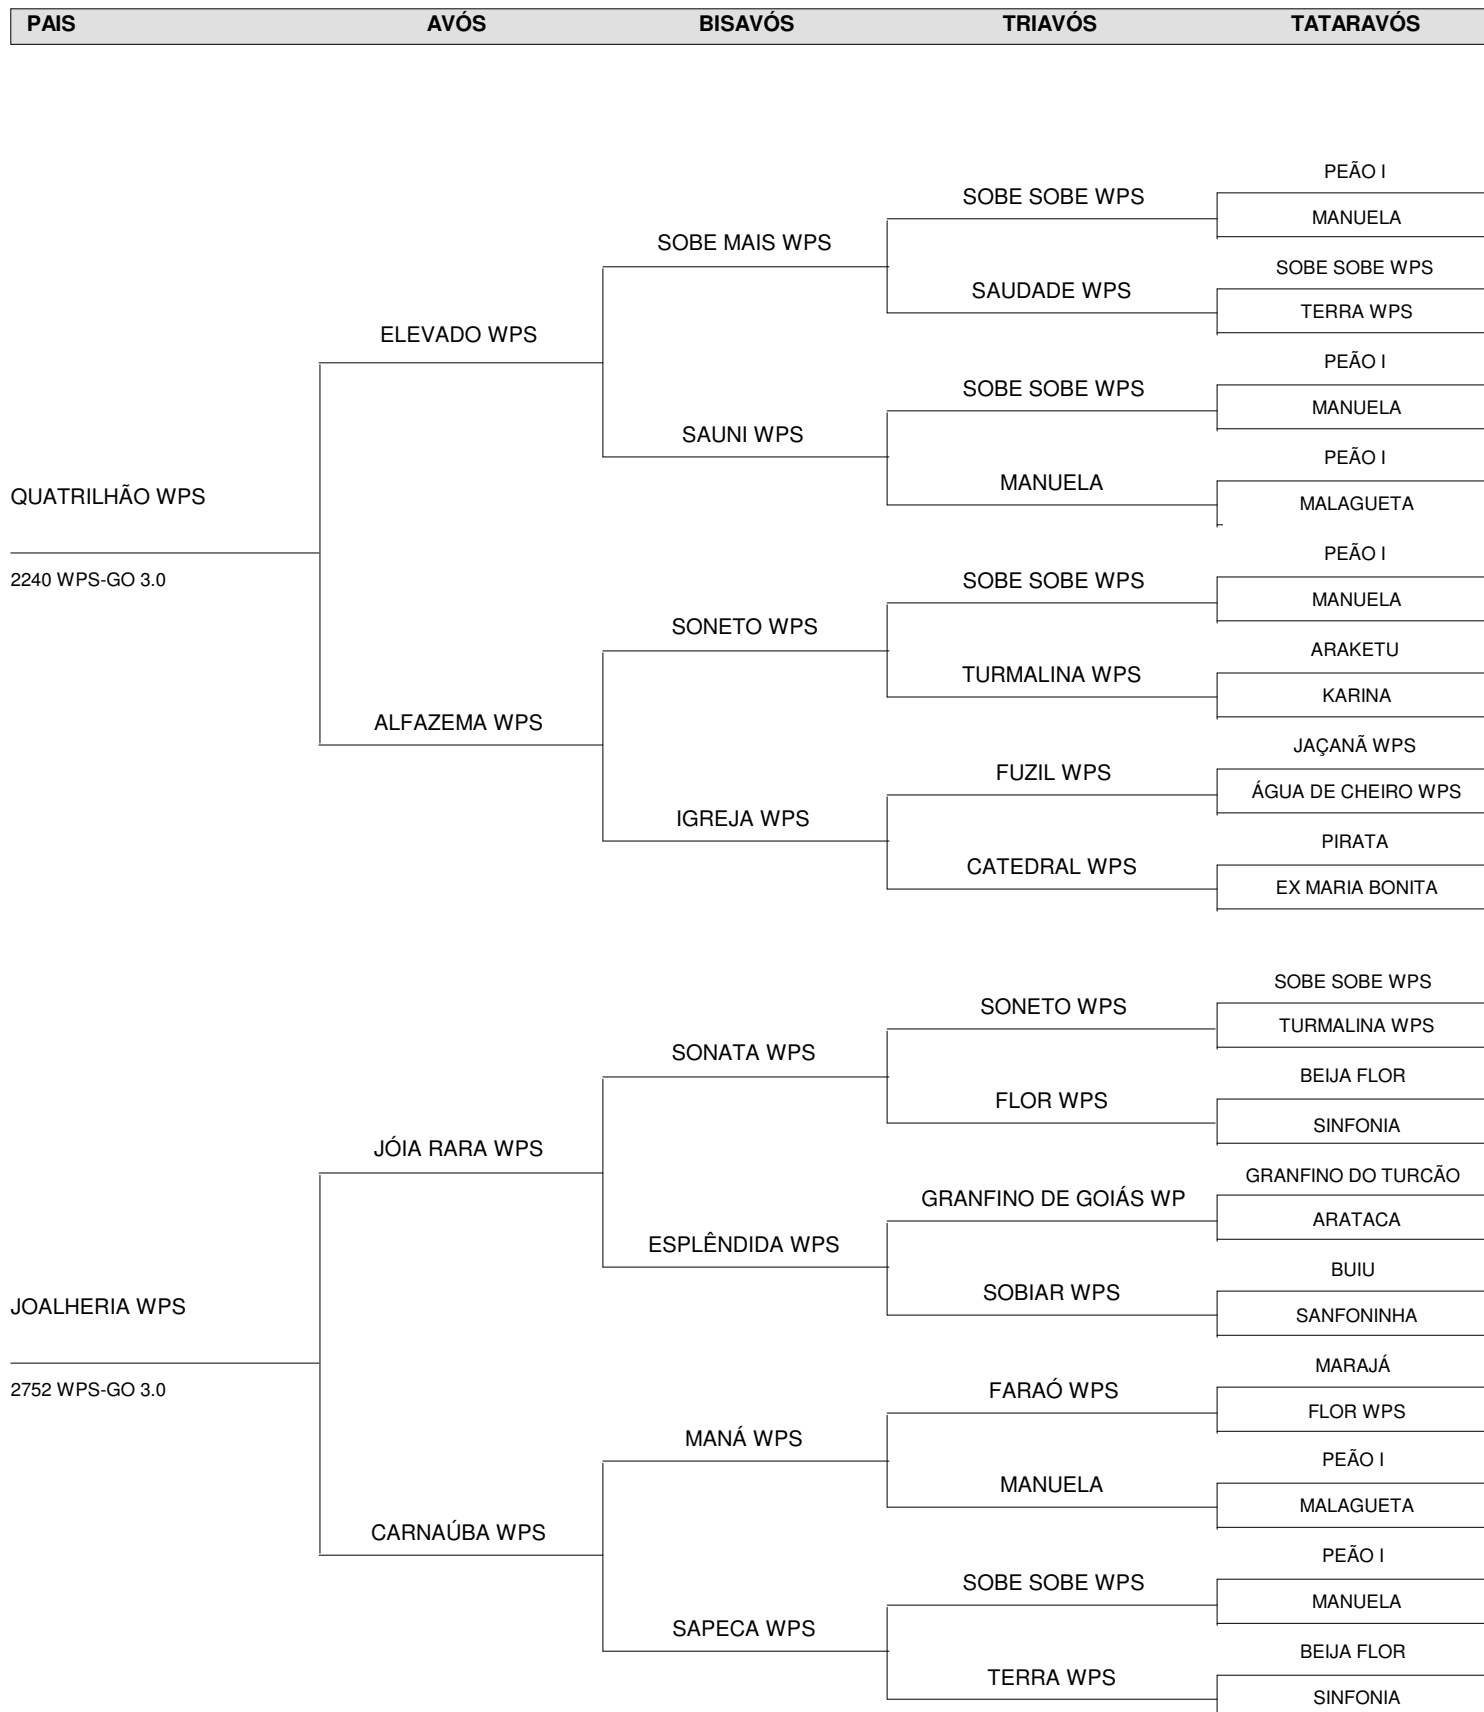 PAIS AVÓS BISAVÓS TRIAVÓS TATARAVÓS
PEÃO I
SOBE SOBE WPS
MANUELA
SOBE MAIS WPS
SOBE SOBE WPS
SAUDADE WPS
TERRA WPS
ELEVADO WPS
PEÃO I
SOBE SOBE WPS
MANUELA
SAUNI WPS
PEÃO I
MANUELA
QUATRILHÃO WPS
MALAGUETA
PEÃO I
2240 WPS-GO 3.0
SOBE SOBE WPS
MANUELA
SONETO WPS
ARAKETU
TURMALINA WPS
KARINA
ALFAZEMA WPS
JAÇANÃ WPS
FUZIL WPS
ÁGUA DE CHEIRO WPS
IGREJA WPS
PIRATA
CATEDRAL WPS
EX MARIA BONITA
SOBE SOBE WPS
SONETO WPS
TURMALINA WPS
SONATA WPS
BEIJA FLOR
FLOR WPS
SINFONIA
JÓIA RARA WPS
GRANFINO DO TURCÃO
GRANFINO DE GOIÁS WP
ARATACA
ESPLÊNDIDA WPS
BUIU
SOBIAR WPS
JOALHERIA WPS
SANFONINHA
MARAJÁ
2752 WPS-GO 3.0
FARAÓ WPS
FLOR WPS
MANÁ WPS
PEÃO I
MANUELA
MALAGUETA
CARNAÚBA WPS
PEÃO I
SOBE SOBE WPS
MANUELA
SAPECA WPS
BEIJA FLOR
TERRA WPS
SINFONIA